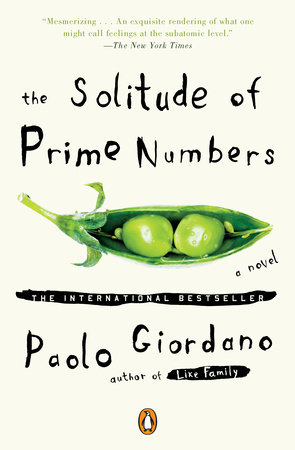 “Mesmerizing. . . . An exquisite rendering of what one
might call feelings at the subatomic level.”
—The New York Times
the Solitude of
Prime Numbers
a novel
THE INTERNATIONAL BESTSELLER
Paolo Giordano
author of Like Family